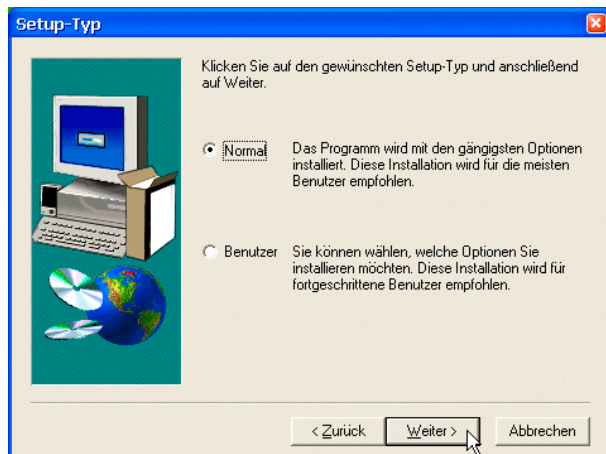 Setup-Typ
Klicken Sie auf den gewünschten Setup-Typ und anschließend
auf Weiter.
Normal
Das Programm wird mit den gängigsten Optionen
installiert. Diese Installation wird für die meisten
Benutzer empfohlen.
Benutzer
Sie können wählen, welche Optionen Sie
installieren möchten. Diese Installation wird für
fortgeschrittene Benutzer empfohlen.
< Zurück
Weiter >
Abbrechen